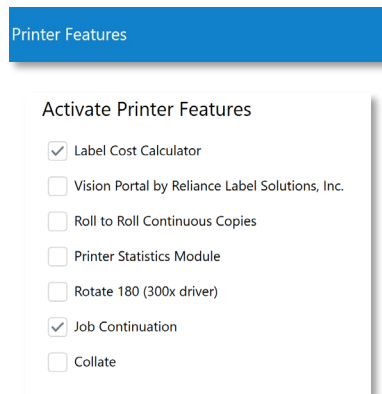 Printer Features
Activate Printer Features
Label Cost Calculator
Vision Portal by Reliance Label Solutions, Inc.
Roll to Roll Continuous Copies
Printer Statistics Module
Rotate 180 (300x driver)
Job Continuation
Collate